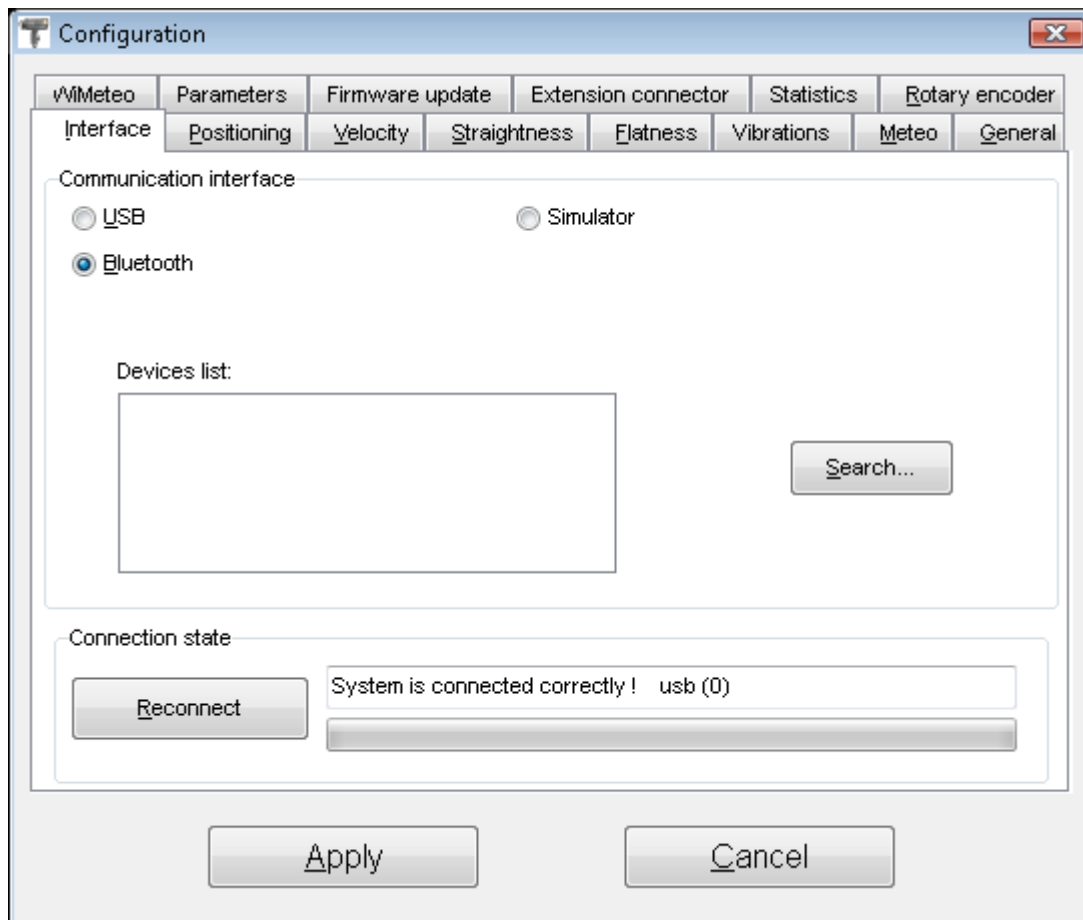 Configuration
WiMeteo Parameters Firmware update Extension connector Statistics Rotary encoder
Interface Positioning Velocity Straightness Flatness Vibrations Meteo General
Communication interface
USB Simulator
Bluetooth
Devices list:
Search...
Connection state
System is connected correctly ! usb (0)
Reconnect
Apply Cancel